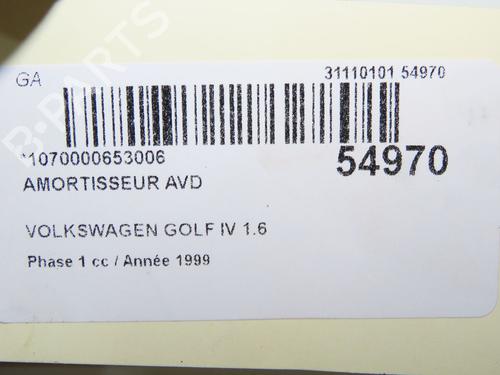 GA 31110101 54970
*1070000653006 54970
AMORTISSEUR AVD
VOLKSWAGEN GOLF IV 1.6
Phase 1 cc / Année 1999
B-PARTS